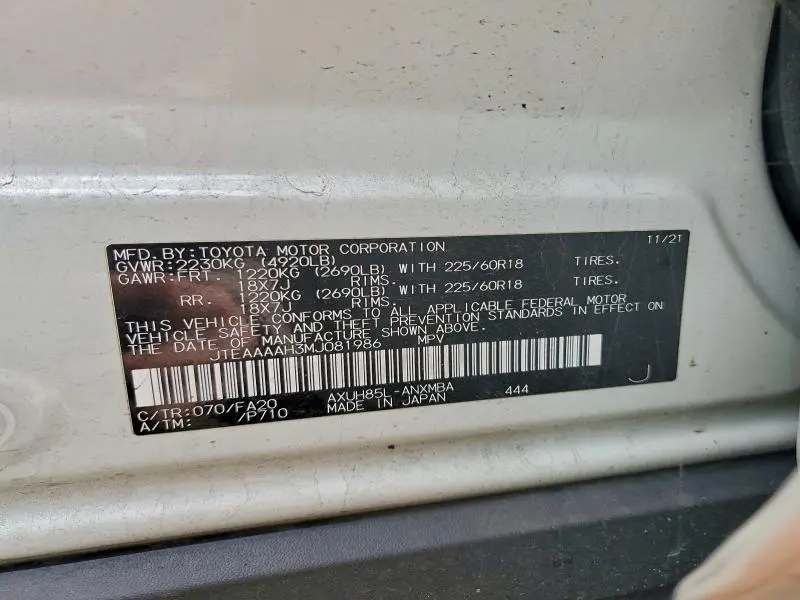 MFD.BY:TOYOTA MOTOR CORPORATION 11/21
GVWR:2230KG (4920LB)
GAWR:FRT. 1220KG (2690LB) WITH 225/60R18 TIRES.
18X7J RIMS.
RR. 1220KG (2690LB) WITH 225/60R18 TIRES.
18X7J RIMS.
THIS VEHICLE CONFORMS TO ALL APPLICABLE FEDERAL MOTOR
VEHICLE SAFETY AND THEFT PREVENTION STANDARDS IN EFFECT ON
THE DATE OF MANUFACTURE SHOWN ABOVE.
JTEAAAAH3MJ081986 MPV
C/TR:070/FA20 AXUH85L-ANXMBA 444
A/TM: /P710 MADE IN JAPAN
J